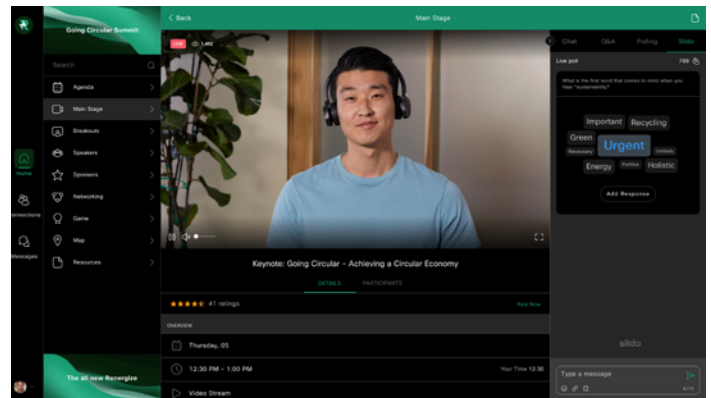 Going Circular Summit
Back
Main Stage
Search
Agenda
Main Stage
Breakouts
Speakers
Sponsors
Networking
Game
Map
Resources
Home
Connections
Messages
The all new Renergize
LIVE
Keynote: Going Circular - Achieving a Circular Economy
DETAILS
PARTICIPANTS
41 ratings
Rate Now
OVERVIEW
Thursday, 05
12:30 PM - 1:00 PM
Your Time 12:30
Video Stream
Chat
Q&A
Polling
Slido
Live poll
789
What is the first word that comes to mind when you
hear "sustainability"
Important
Recycling
Green
Necessary
Urgent
Unlikely
Energy
Politics
Holistic
Add Response
slido
Type a message